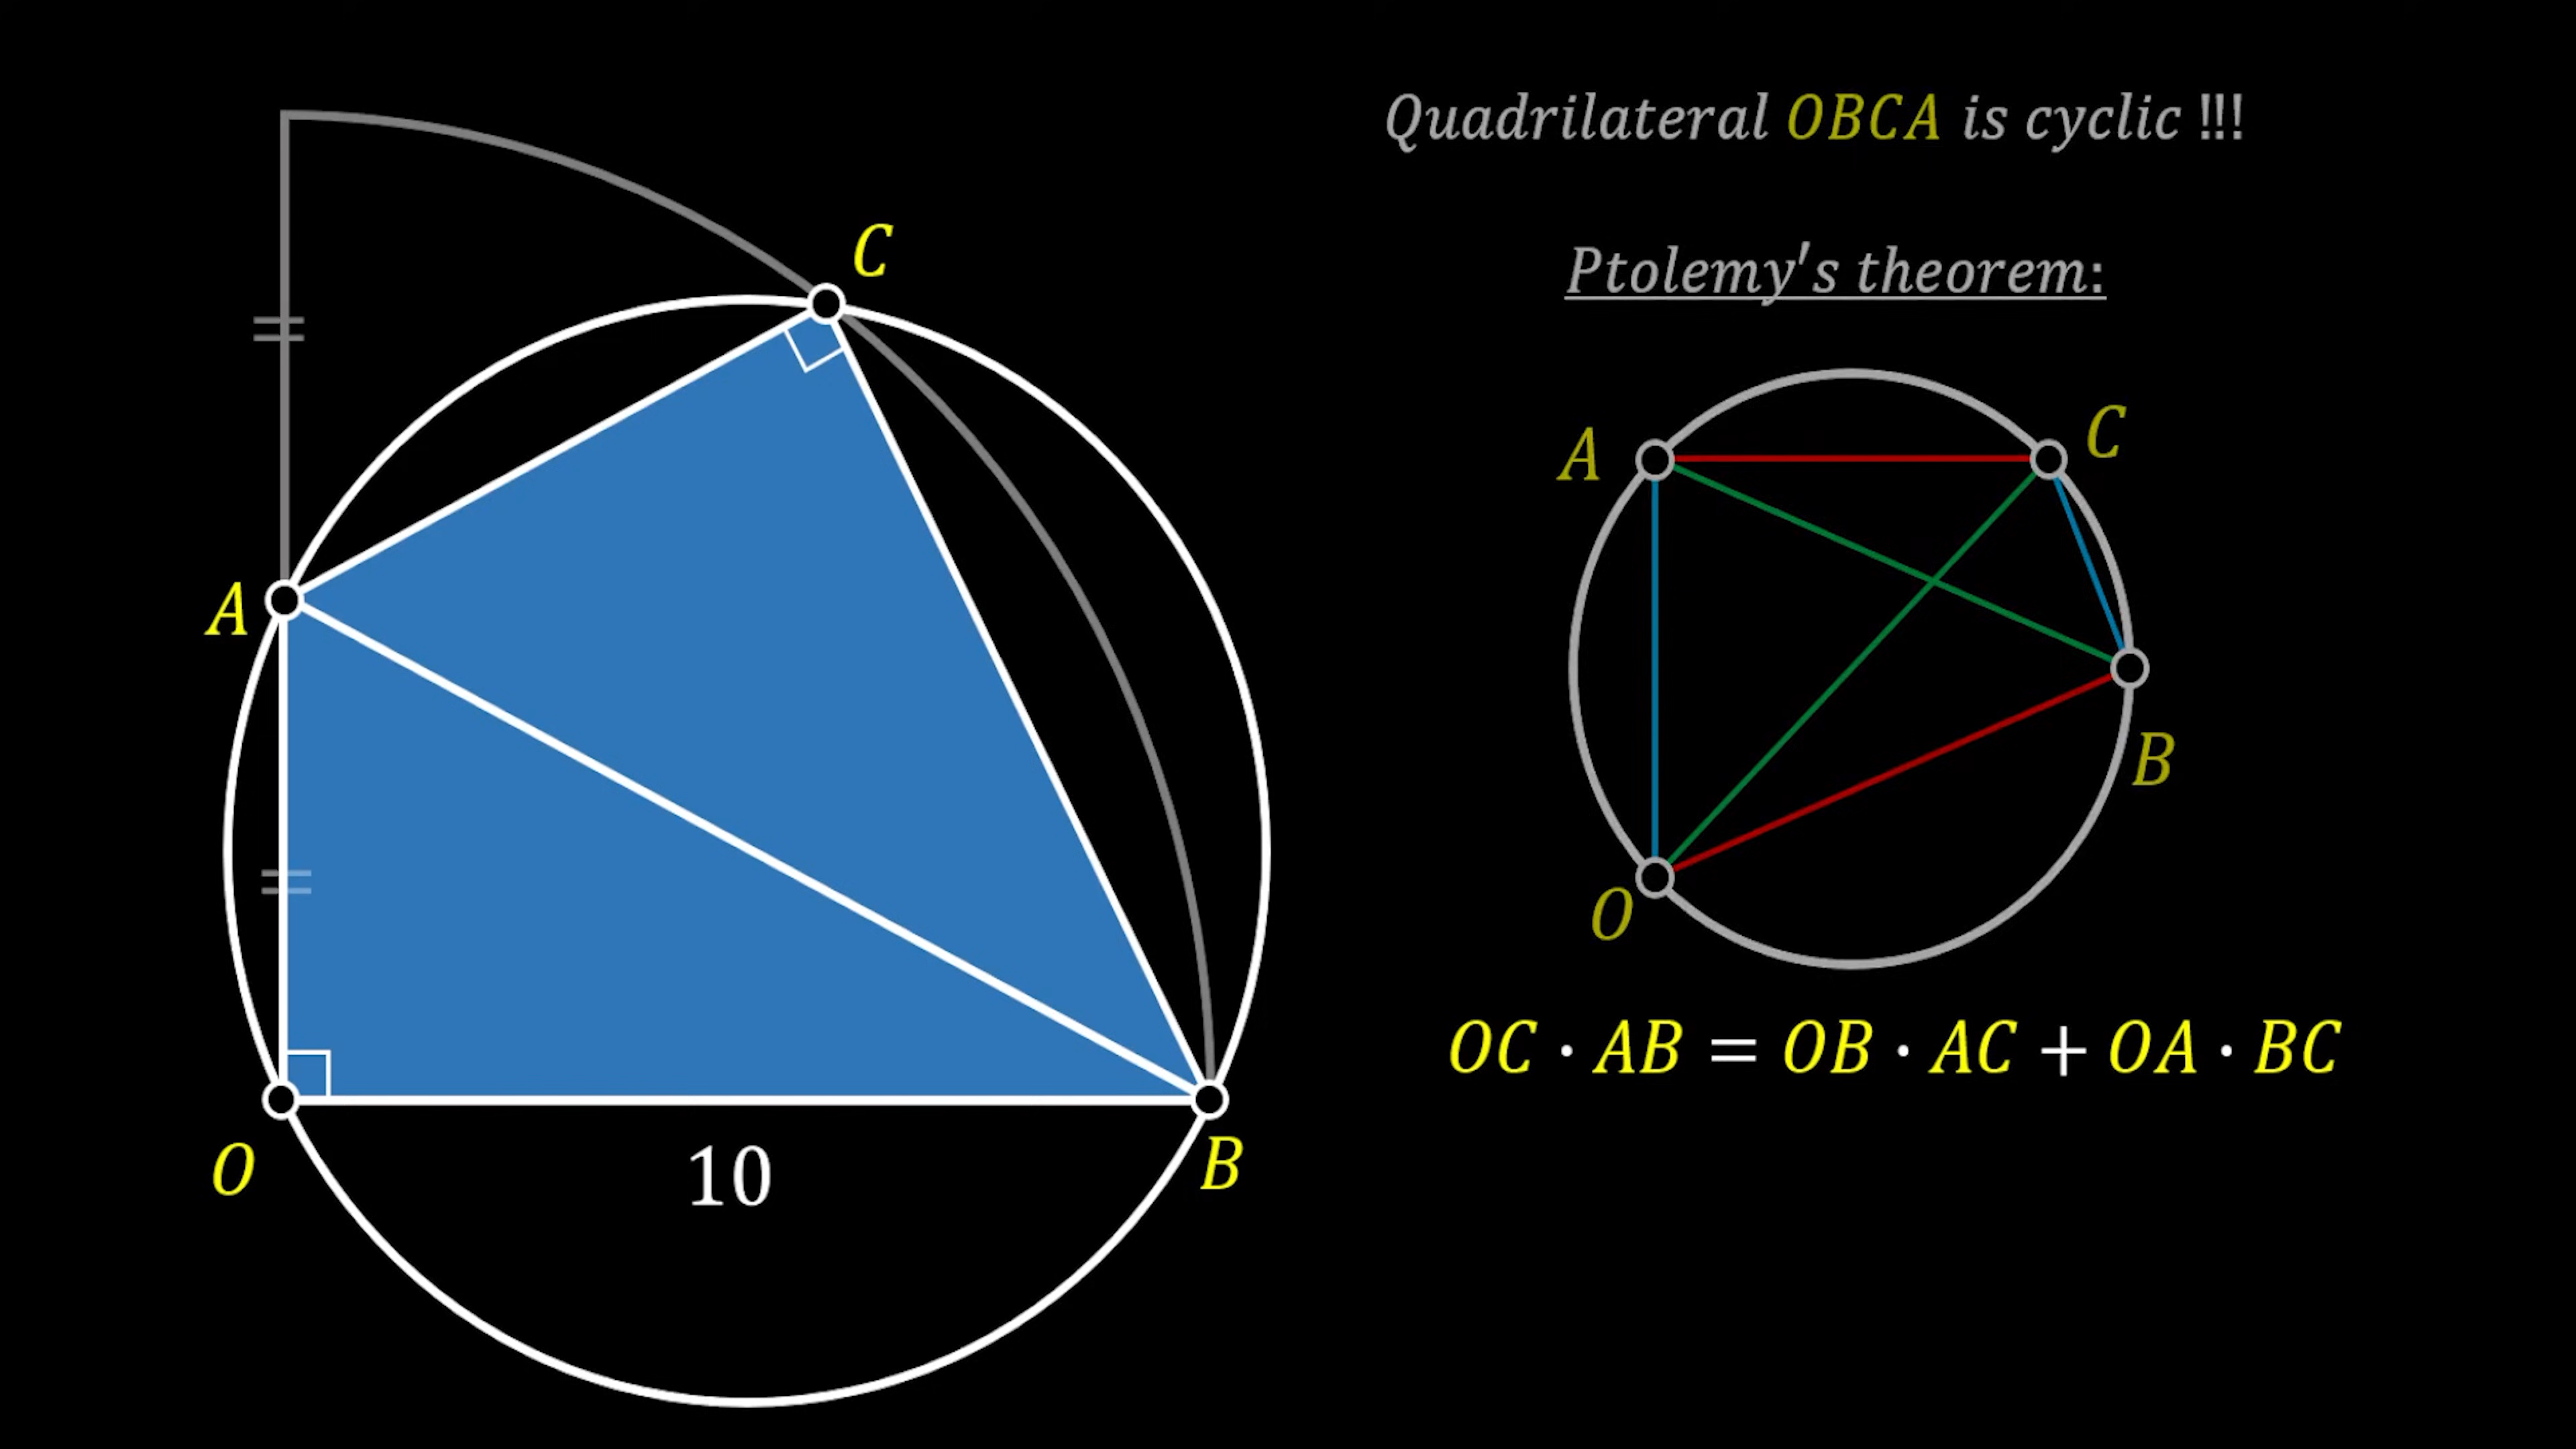 Quadrilateral OBCA is cyclic !!!
Ptolemy's theorem:
C
A
O
10
B
A
C
B
O
OC · AB = OB · AC + OA · BC